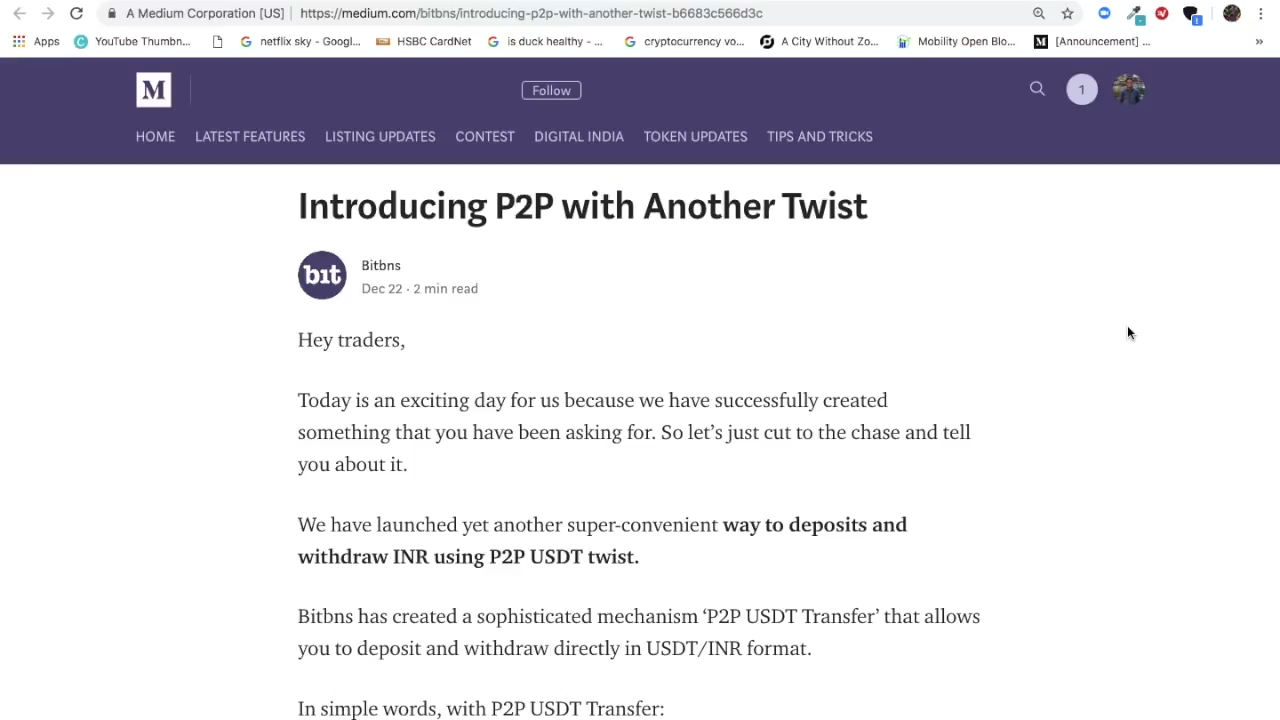 A Medium Corporation [US]
https://medium.com/bitbns/introducing-p2p-with-another-twist-b6683c566d3c
Apps
YouTube Thumbn...
netflix sky - Googl...
HSBC CardNet
is duck healthy - ...
cryptocurrency vo...
A City Without Zo...
Mobility Open Blo...
[Announcement] ...
»
M
Follow
1
HOME
LATEST FEATURES
LISTING UPDATES
CONTEST
DIGITAL INDIA
TOKEN UPDATES
TIPS AND TRICKS
Introducing P2P with Another Twist
bıt
Bitbns
Dec 22 · 2 min read
Hey traders,
Today is an exciting day for us because we have successfully created
something that you have been asking for. So let’s just cut to the chase and tell
you about it.
We have launched yet another super-convenient way to deposits and
withdraw INR using P2P USDT twist.
Bitbns has created a sophisticated mechanism ‘P2P USDT Transfer’ that allows
you to deposit and withdraw directly in USDT/INR format.
In simple words, with P2P USDT Transfer: